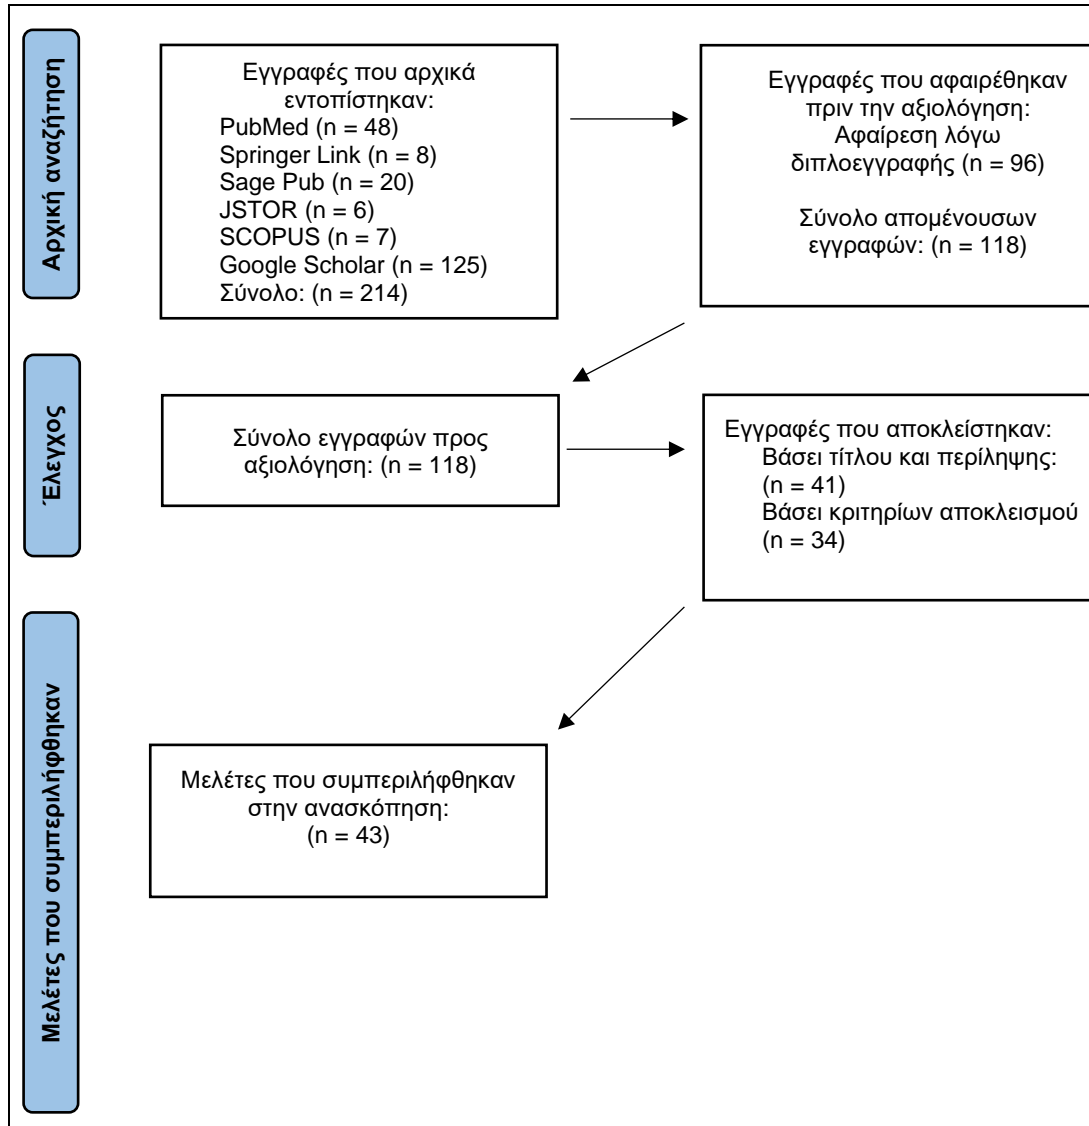 Αρχική αναζήτηση
Εγγραφές που αρχικά
εντοπίστηκαν:
PubMed (n = 48)
Springer Link (n = 8)
Sage Pub (n = 20)
JSTOR (n = 6)
SCOPUS (n = 7)
Google Scholar (n = 125)
Σύνολο: (n = 214)
Εγγραφές που αφαιρέθηκαν
πριν την αξιολόγηση:
Αφαίρεση λόγω
διπλοεγγραφής (n = 96)
Σύνολο απομένουσων
εγγραφών: (n = 118)
Έλεγχος
Σύνολο εγγραφών προς
αξιολόγηση: (n = 118)
Εγγραφές που αποκλείστηκαν:
Βάσει τίτλου και περίληψης:
(n = 41)
Βάσει κριτηρίων αποκλεισμού
(n = 34)
Μελέτες που συμπεριλήφθηκαν
Μελέτες που συμπεριλήφθηκαν
στην ανασκόπηση:
(n = 43)